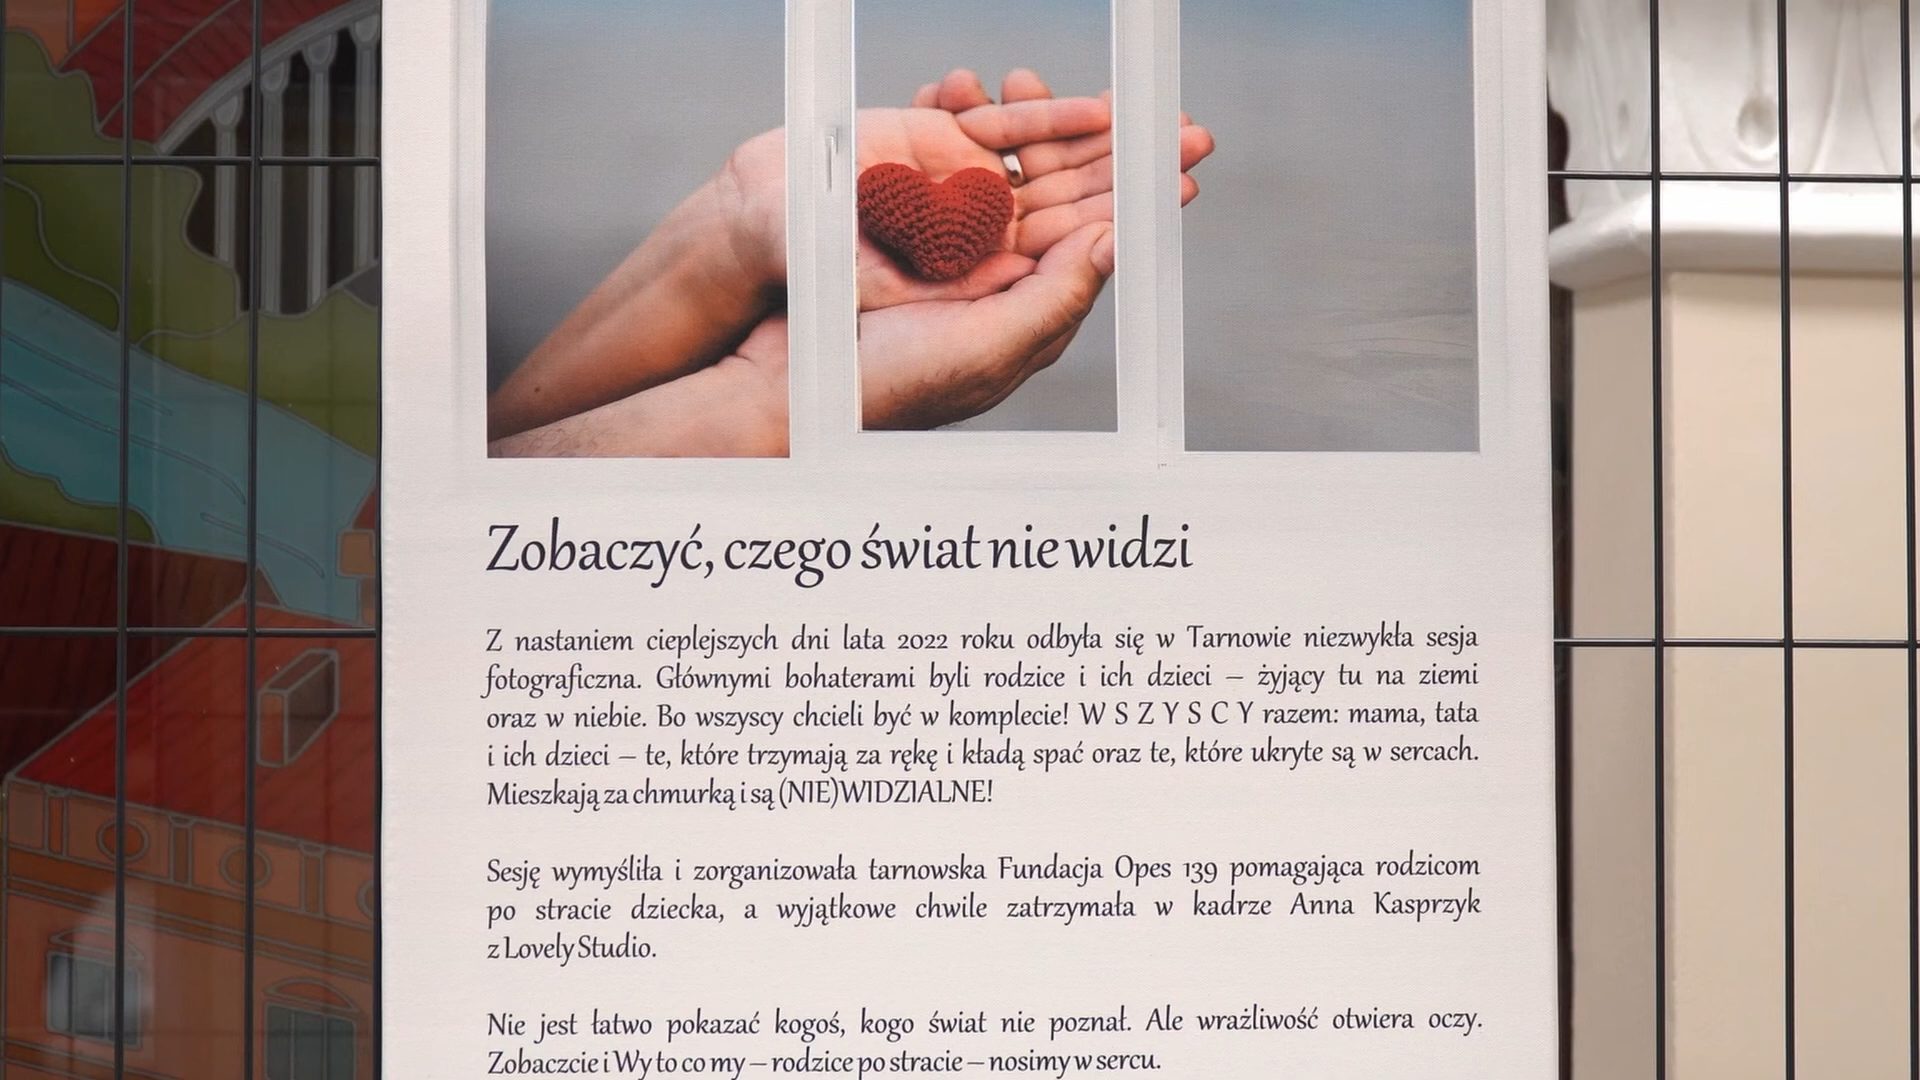 Zobaczyć, czego świat nie widzi
Z nastaniem cieplejszych dni lata 2022 roku odbyła się w Tarnowie niezwykła sesja
fotograficzna. Głównymi bohaterami byli rodzice i ich dzieci – żyjący tu na ziemi
oraz w niebie. Bo wszyscy chcieli być w komplecie! W S Z Y S C Y razem: mama, tata
i ich dzieci – te, które trzymają za rękę i kładą spać oraz te, które ukryte są w sercach.
Mieszkają za chmurką i są (NIE)WIDZIALNE!
Sesję wymyśliła i zorganizowała tarnowska Fundacja Opes 139 pomagająca rodzicom
po stracie dziecka, a wyjątkowe chwile zatrzymała w kadrze Anna Kasprzyk
z Lovely Studio.
Nie jest łatwo pokazać kogoś, kogo świat nie poznał. Ale wrażliwość otwiera oczy.
Zobaczcie i Wy to co my – rodzice po stracie – nosimy w sercu.